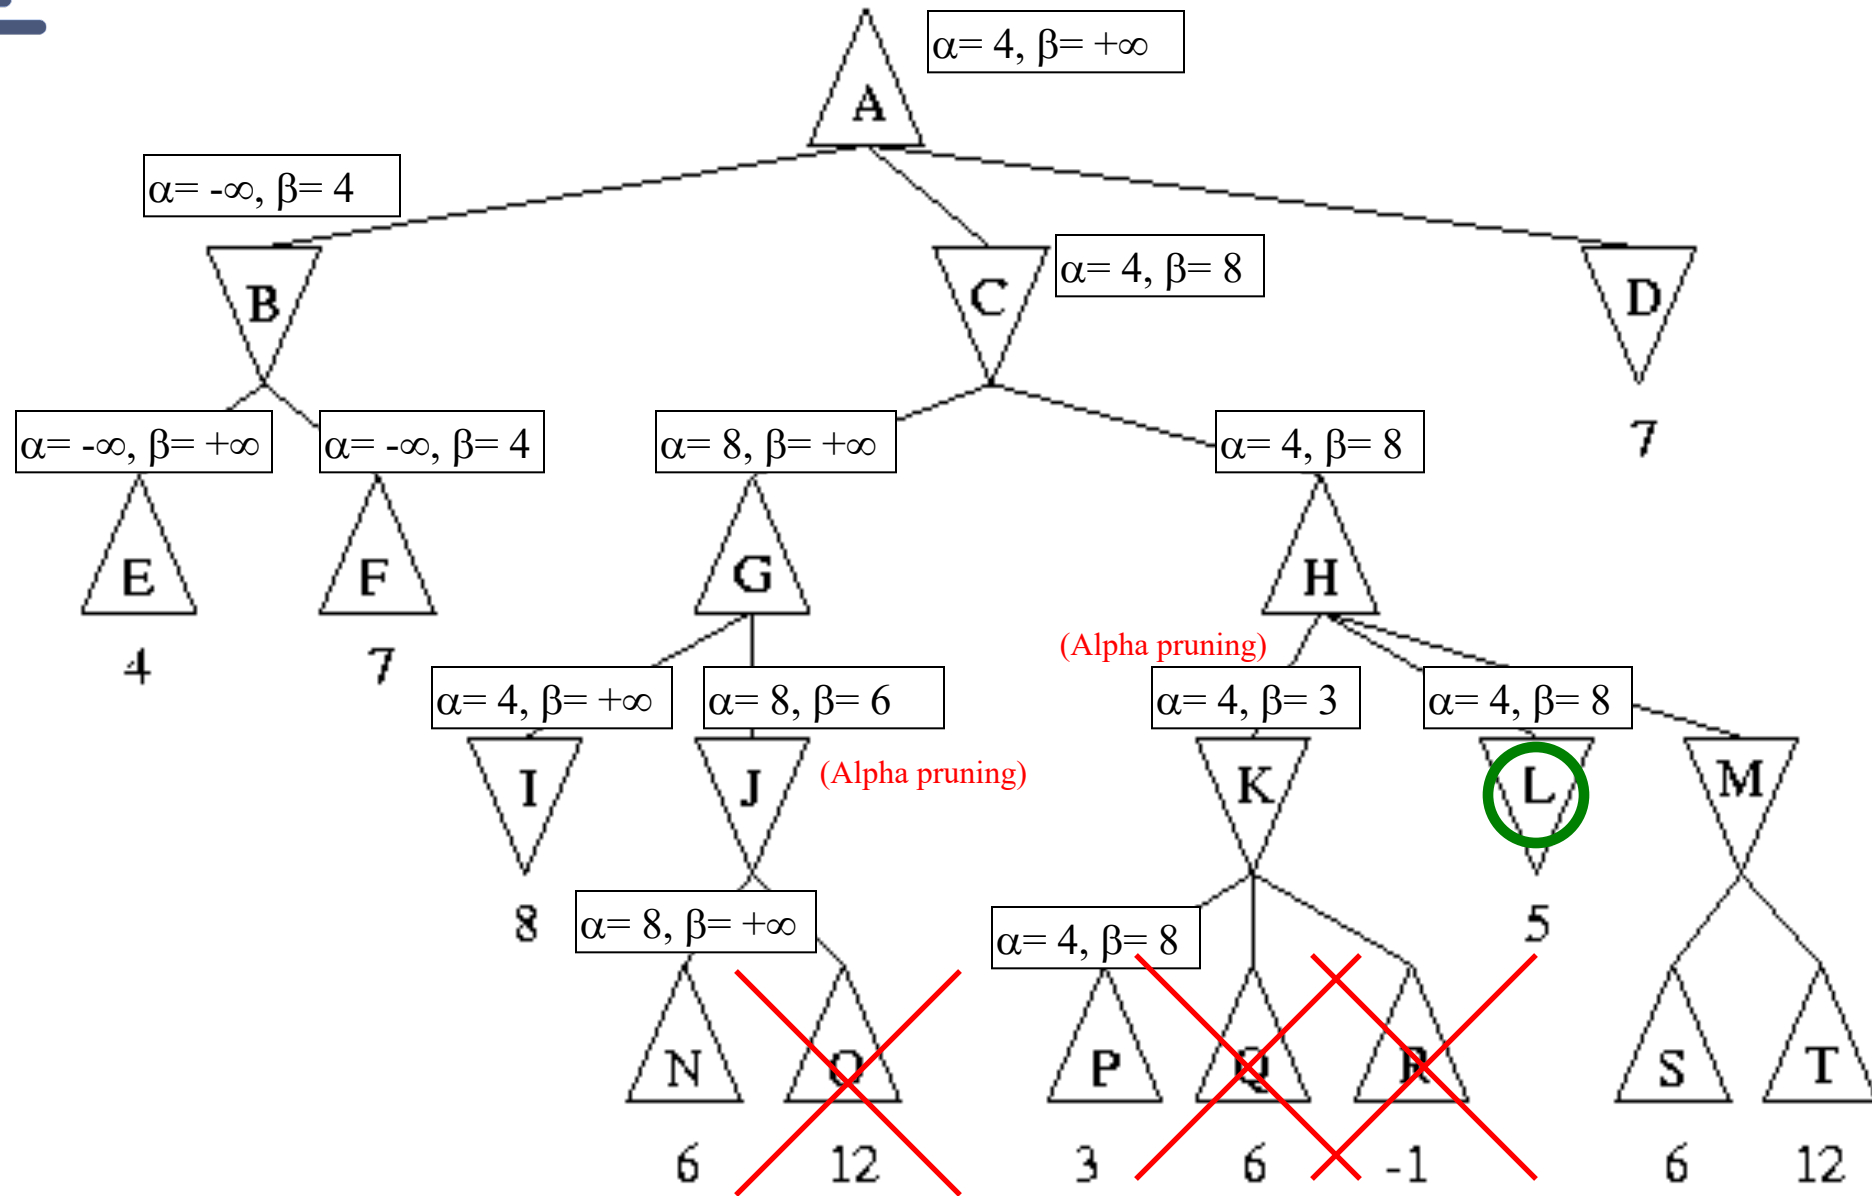 α= 4, β= +∞
A
α= -∞, β= 4
B
C
α= 4, β= 8
D
α= -∞, β= +∞
α= -∞, β= 4
α= 8, β= +∞
α= 4, β= 8
7
E
F
G
H
4
7
(Alpha pruning)
α= 4, β= +∞
α= 8, β= 6
α= 4, β= 3
α= 4, β= 8
I
J
(Alpha pruning)
K
L
M
8
α= 8, β= +∞
α= 4, β= 8
5
N
O
P
Q
R
S
T
6
12
3
6
-1
6
12